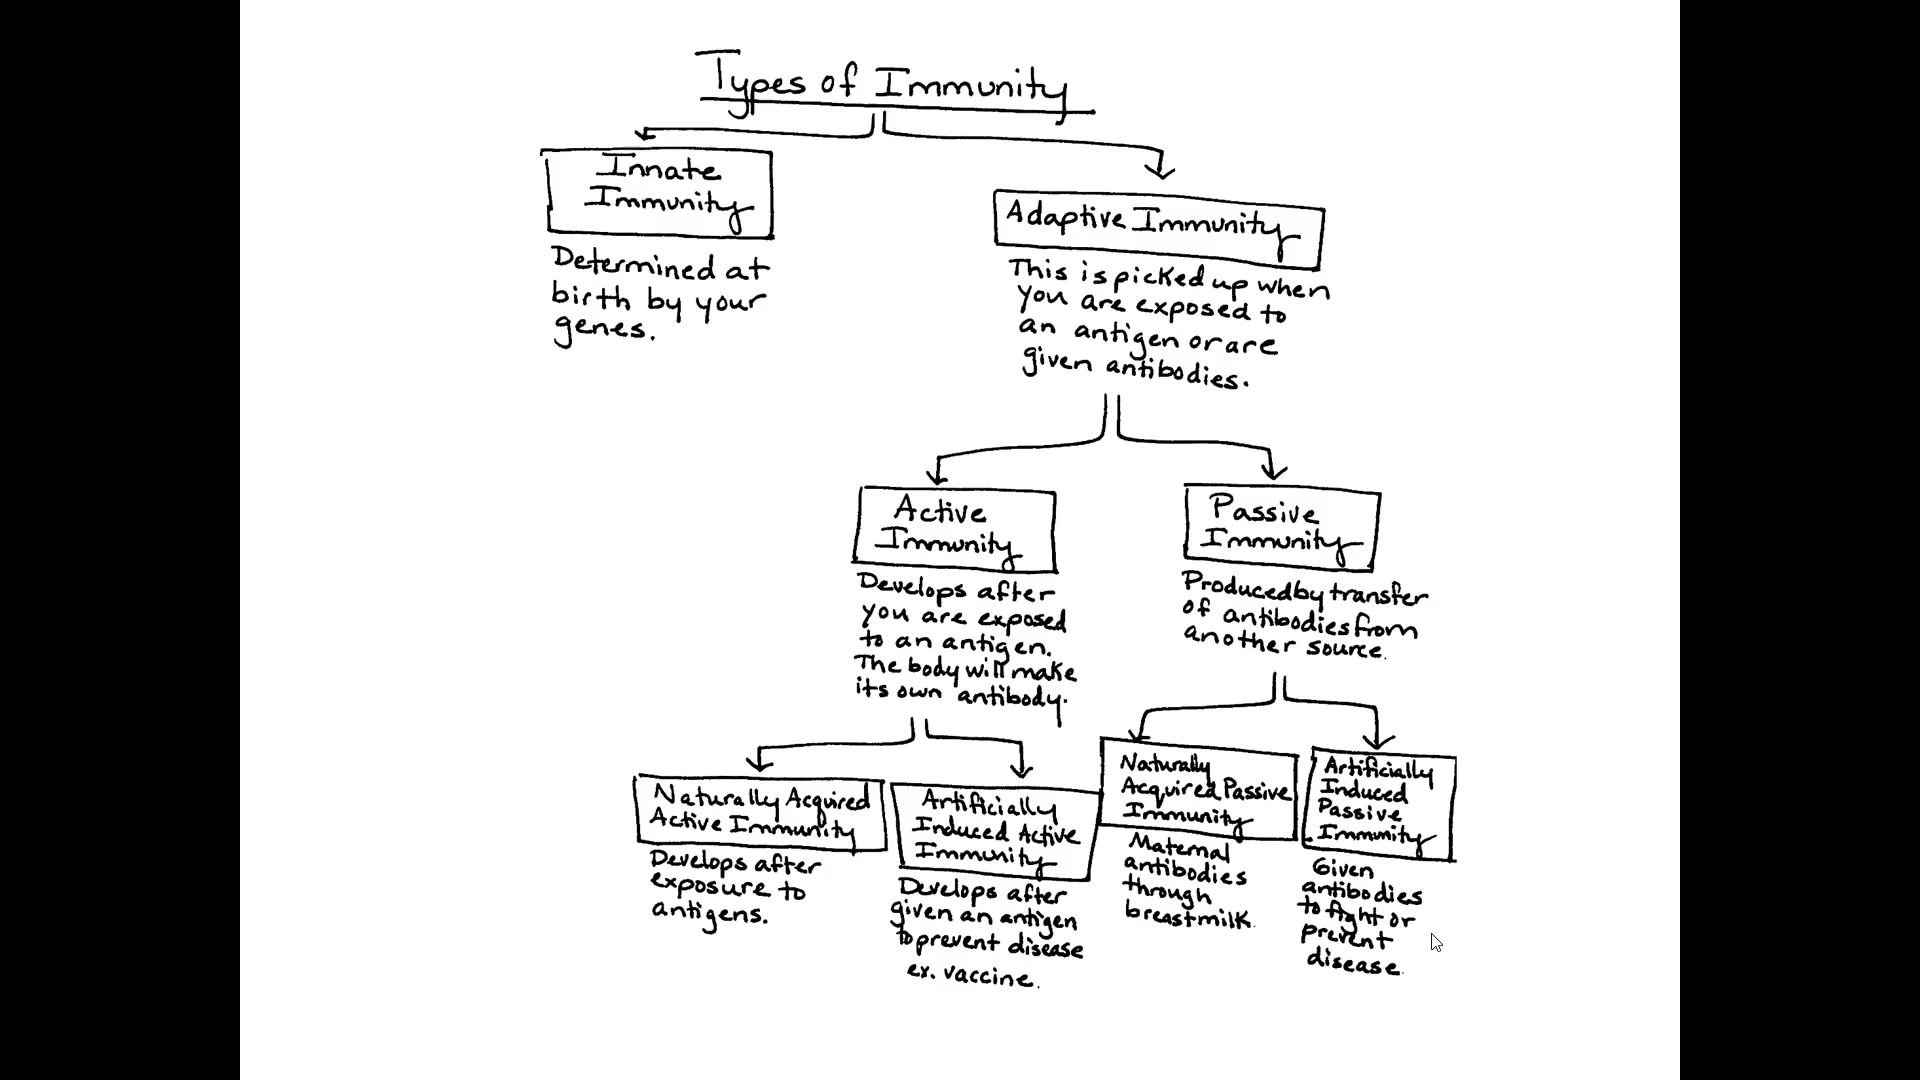 Types of Immunity
Innate
Immunity
Determined at
birth by your
genes.
Adaptive Immunity
This is picked up when
you are exposed to
an antigen or are
given antibodies.
Active
Immunity
Develops after
you are exposed
to an antigen.
The body will make
its own antibody.
Passive
Immunity
Produced by transfer
of antibodies from
another source.
Naturally Acquired
Active Immunity
Develops after
exposure to
antigens.
Artificially
Induced Active
Immunity
Develops after
given an antigen
to prevent disease
ex. vaccine.
Naturally
Acquired Passive
Immunity
Maternal
antibodies
through
breastmilk.
Artificially
Induced
Passive
Immunity
Given
antibodies
to fight or
prevent
disease.